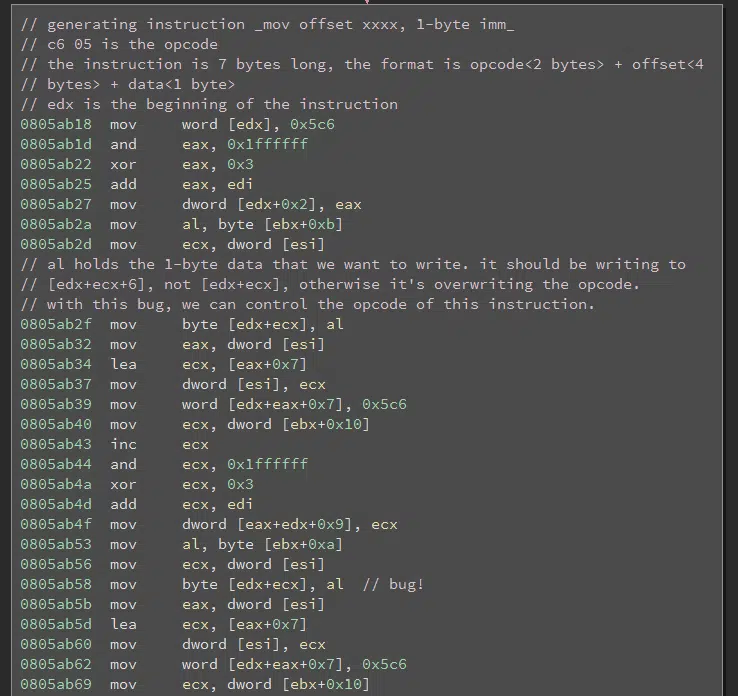 // generating instruction _mov offset xxxx, 1-byte imm_
// c6 05 is the opcode
// the instruction is 7 bytes long, the format is opcode<2 bytes> + offset<4
// bytes> + data<1 byte>
// edx is the beginning of the instruction
0805ab18 mov word [edx], 0x5c6
0805ab1d and eax, 0x1ffffff
0805ab22 xor eax, 0x3
0805ab25 add eax, edi
0805ab27 mov dword [edx+0x2], eax
0805ab2a mov al, byte [ebx+0xb]
0805ab2d mov ecx, dword [esi]
// al holds the 1-byte data that we want to write. it should be writing to
// [edx+ecx+6], not [edx+ecx], otherwise it's overwriting the opcode.
// with this bug, we can control the opcode of this instruction.
0805ab2f mov byte [edx+ecx], al
0805ab32 mov eax, dword [esi]
0805ab34 lea ecx, [eax+0x7]
0805ab37 mov dword [esi], ecx
0805ab39 mov word [edx+eax+0x7], 0x5c6
0805ab40 mov ecx, dword [ebx+0x10]
0805ab43 inc ecx
0805ab44 and ecx, 0x1ffffff
0805ab4a xor ecx, 0x3
0805ab4d add ecx, edi
0805ab4f mov dword [eax+edx+0x9], ecx
0805ab53 mov al, byte [ebx+0xa]
0805ab56 mov ecx, dword [esi]
0805ab58 mov byte [edx+ecx], al // bug!
0805ab5b mov eax, dword [esi]
0805ab5d lea ecx, [eax+0x7]
0805ab60 mov dword [esi], ecx
0805ab62 mov word [edx+eax+0x7], 0x5c6
0805ab69 mov ecx, dword [ebx+0x10]